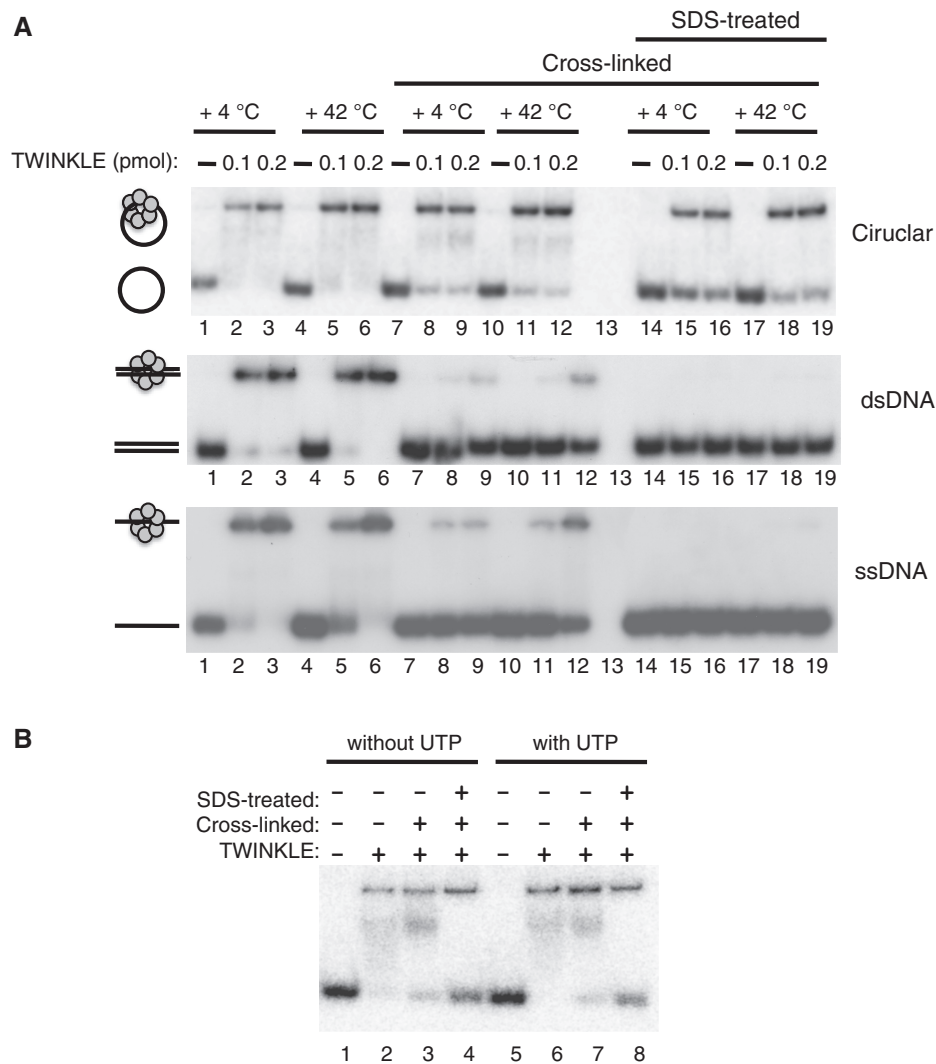 A
SDS-treated
Cross-linked
+ 4 °C + 42 °C + 4 °C + 42 °C + 4 °C + 42 °C
TWINKLE (pmol): – 0.1 0.2 – 0.1 0.2 – 0.1 0.2 – 0.1 0.2 – 0.1 0.2 – 0.1 0.2
Ciruclar
1 2 3 4 5 6 7 8 9 10 11 12 13 14 15 16 17 18 19
dsDNA
1 2 3 4 5 6 7 8 9 10 11 12 13 14 15 16 17 18 19
ssDNA
1 2 3 4 5 6 7 8 9 10 11 12 13 14 15 16 17 18 19
B
without UTP with UTP
SDS-treated: – – – + – – – +
Cross-linked: – – + + – – + +
TWINKLE: – + + + – + + +
1 2 3 4 5 6 7 8